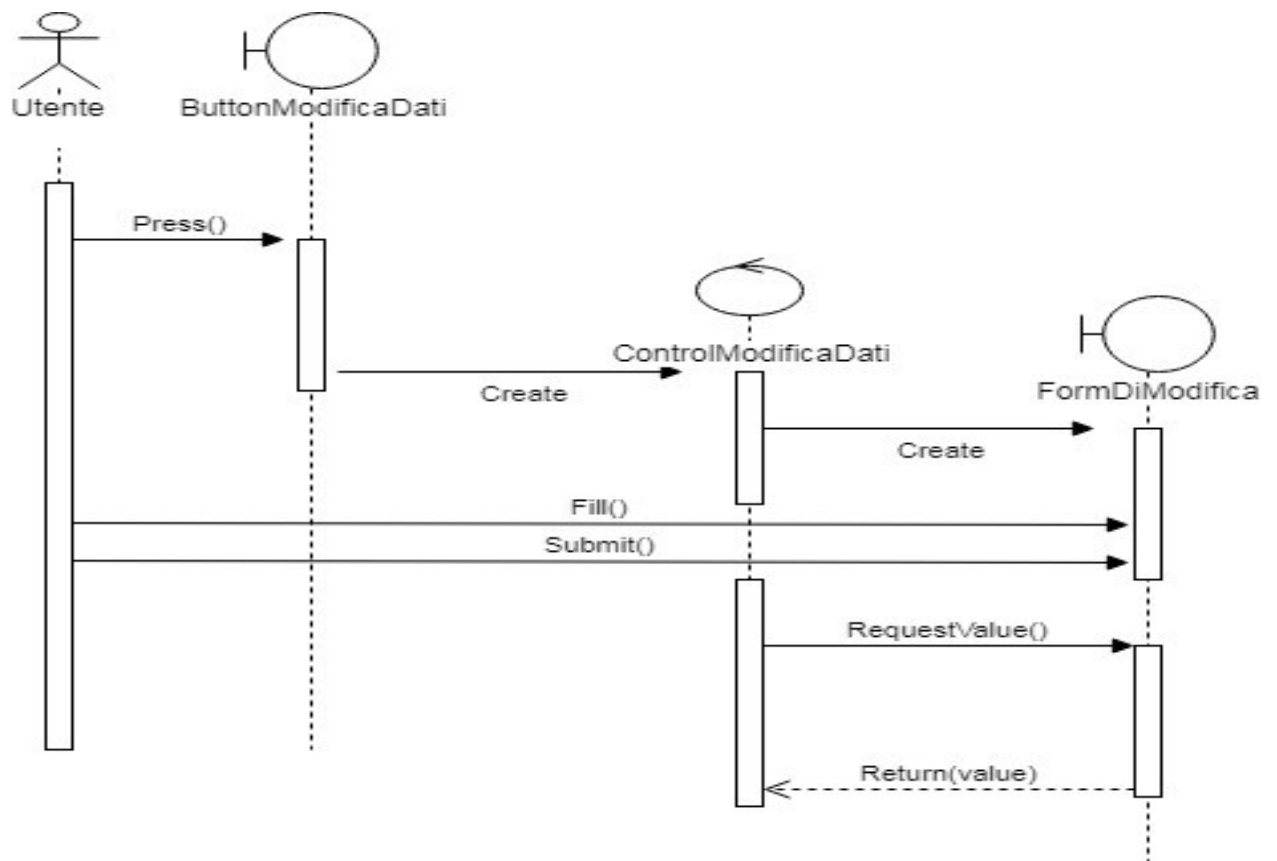 Utente
ButtonModificaDati
Press()
ControlModificaDati
Create
FormDiModifica
Create
Fill()
Submit()
RequestValue()
Return(value)